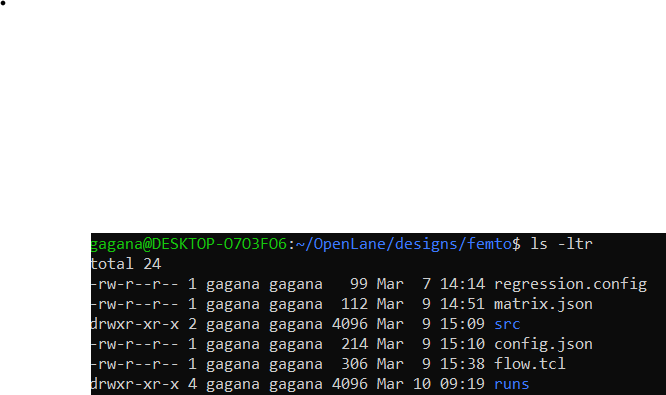 gagana@DESKTOP-O7O3FO6:~/OpenLane/designs/femto$ ls -ltr
total 24
-rw-r--r-- 1 gagana gagana   99 Mar  7 14:14 regression.config
-rw-r--r-- 1 gagana gagana  112 Mar  9 14:51 matrix.json
drwxr-xr-x 2 gagana gagana 4096 Mar  9 15:09 src
-rw-r--r-- 1 gagana gagana  214 Mar  9 15:10 config.json
-rw-r--r-- 1 gagana gagana  306 Mar  9 15:38 flow.tcl
drwxr-xr-x 4 gagana gagana 4096 Mar 10 09:19 runs